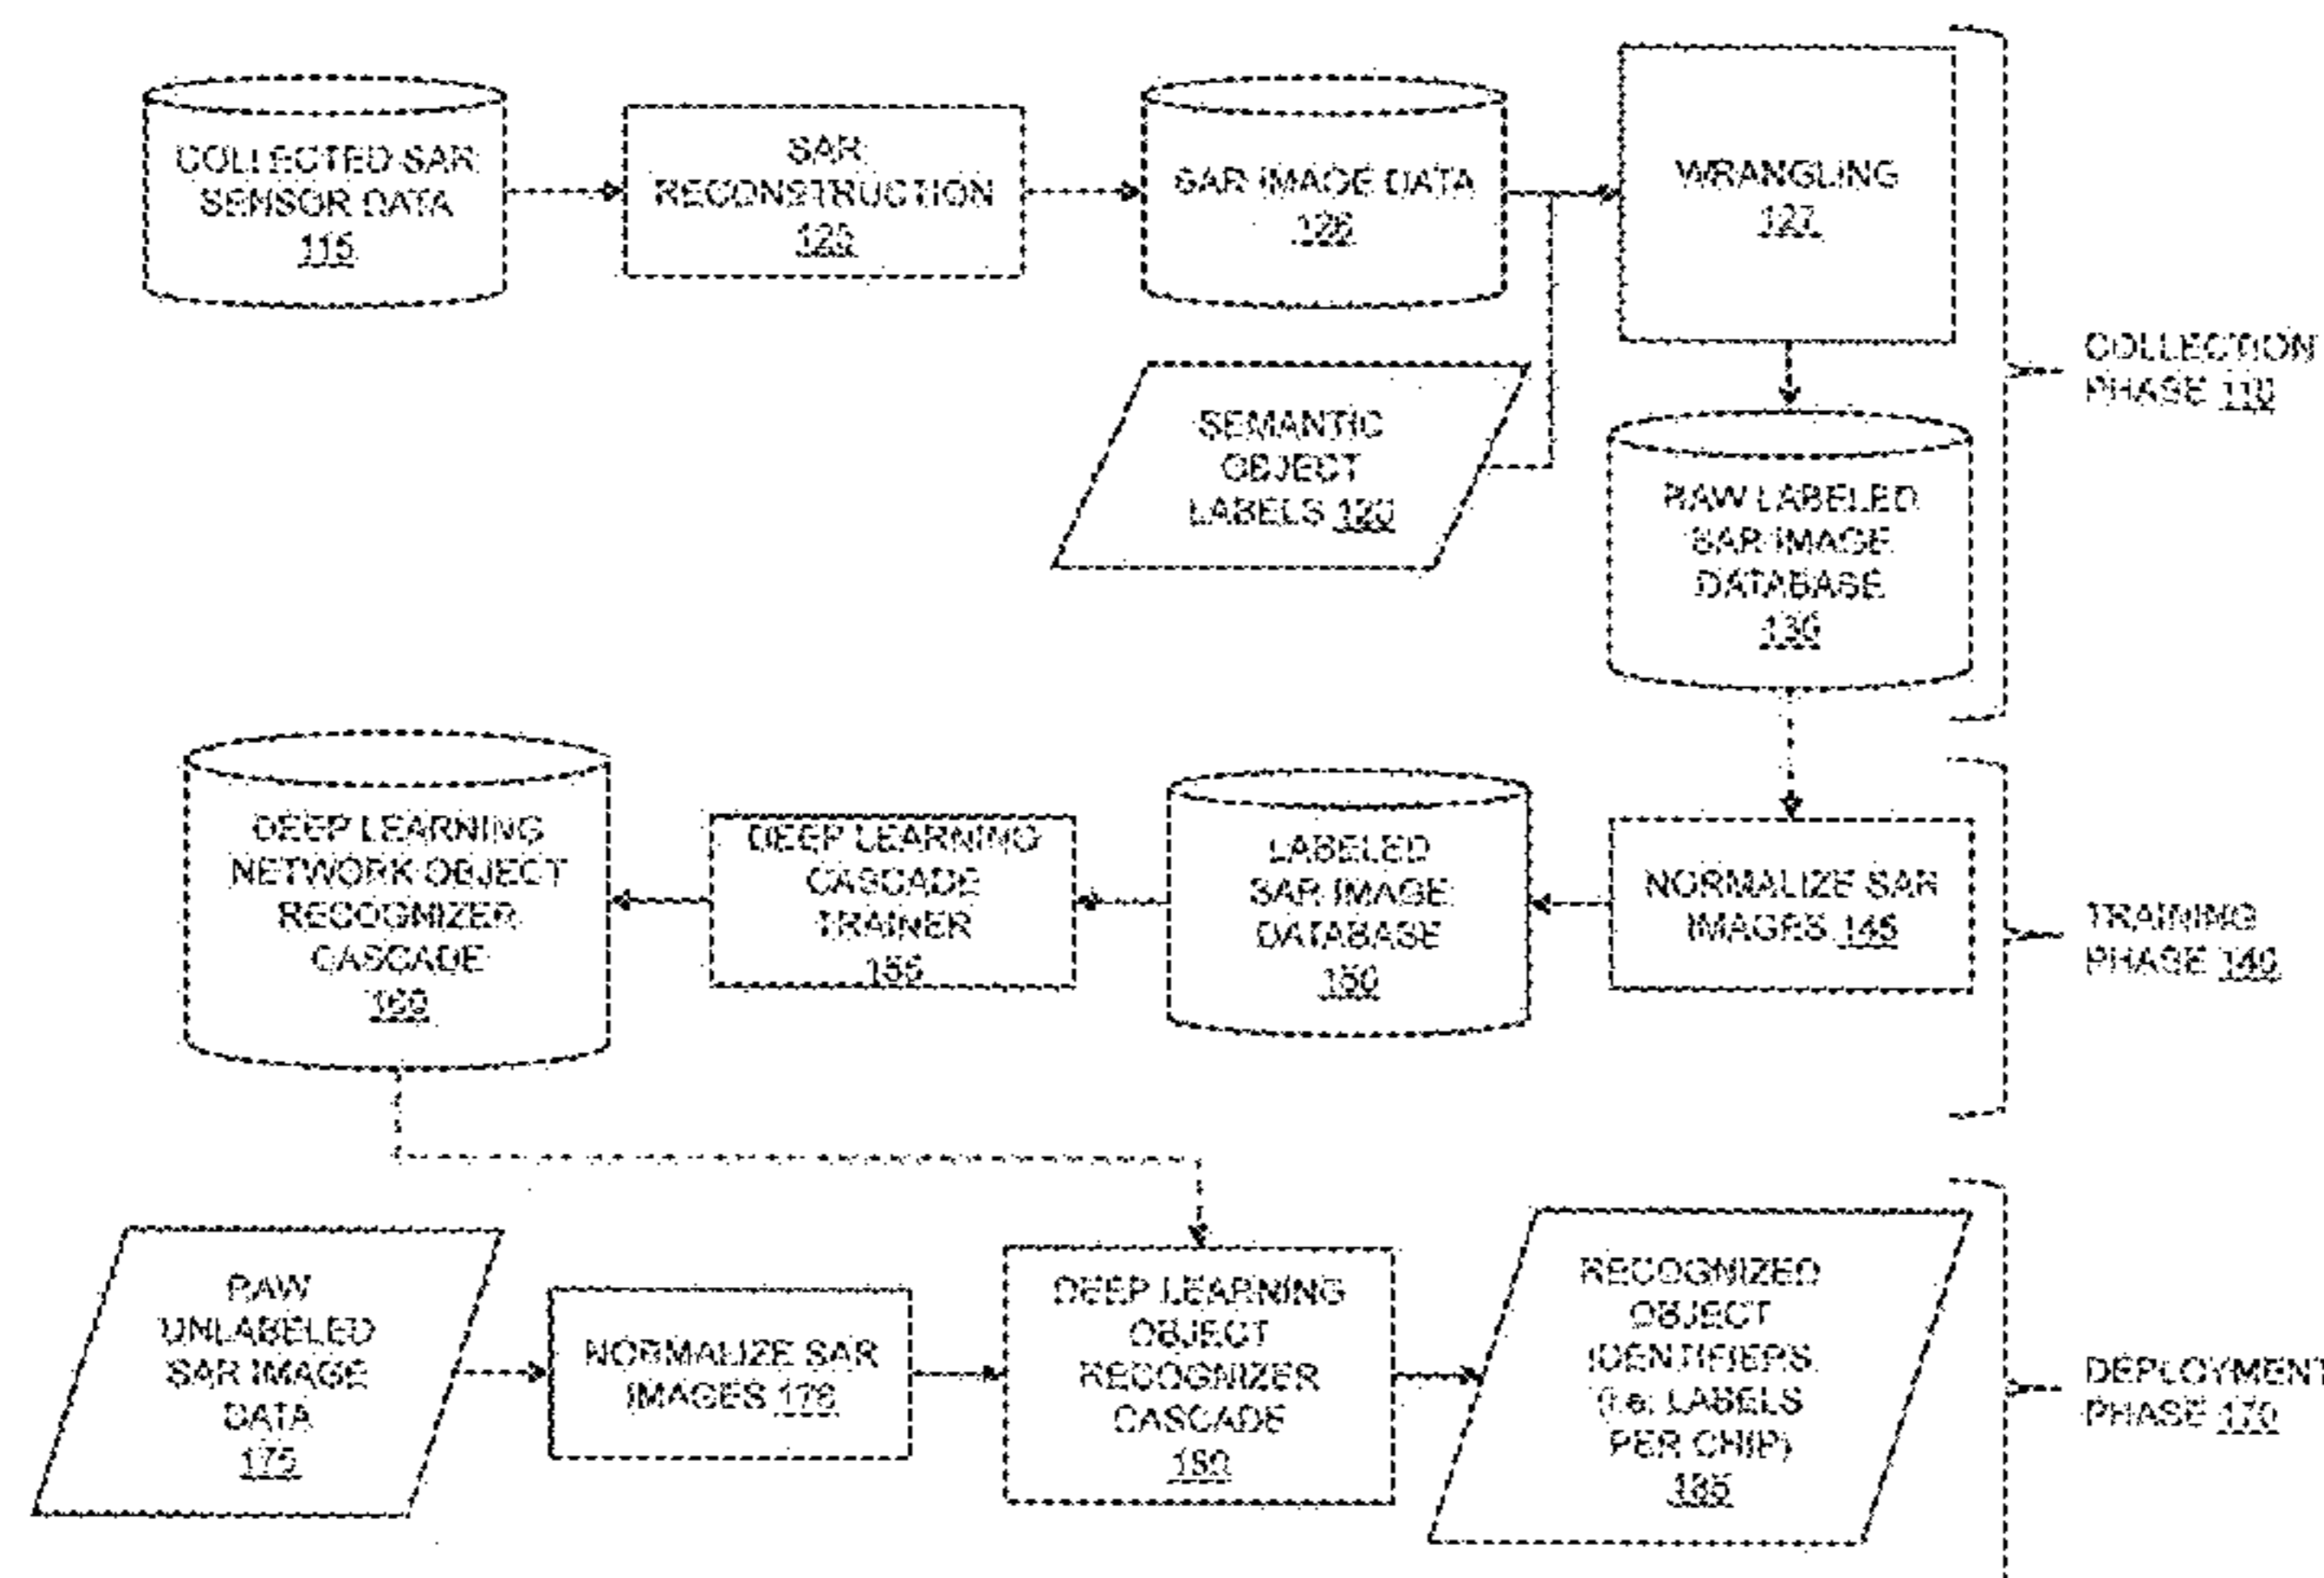 COLLECTED SAR
SENSOR DATA
115
SAR
RECONSTRUCTION
125
SAR IMAGE DATA
126
WRANGLING
127
SEMANTIC
OBJECT
LABELS 120
RAW LABELED
SAR IMAGE
DATABASE
130
COLLECTION
PHASE 110
DEEP LEARNING
NETWORK OBJECT
RECOGNIZER
CASCADE
160
DEEP LEARNING
CASCADE
TRAINER
155
LABELED
SAR IMAGE
DATABASE
150
NORMALIZE SAR
IMAGES 145
TRAINING
PHASE 140
RAW
UNLABELED
SAR IMAGE
DATA
175
NORMALIZE SAR
IMAGES 176
DEEP LEARNING
OBJECT
RECOGNIZER
CASCADE
180
RECOGNIZED
OBJECT
IDENTIFIERS
(i.e. LABELS
PER CHIP)
185
DEPLOYMENT
PHASE 170